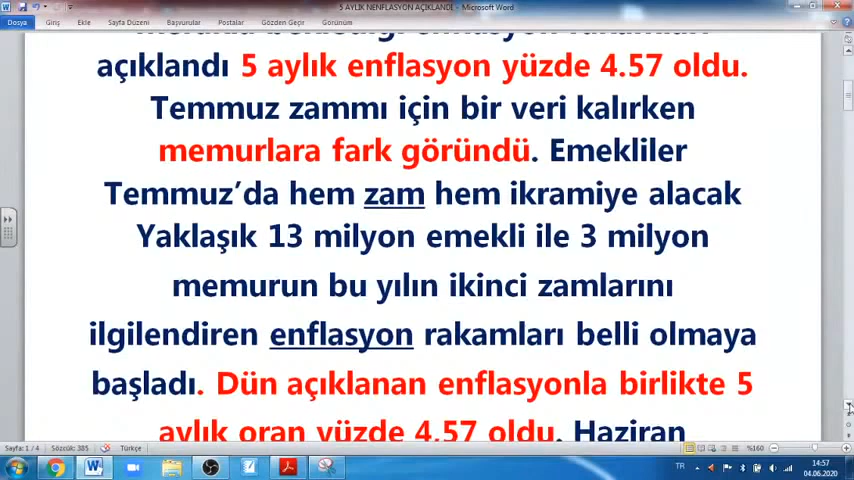 5 AYLIK NENFLASYON AÇIKLANDI - Microsoft Word
Dosya Giriş Ekle Sayfa Düzeni Başvurular Postalar Gözden Geçir Görünüm
açıklandı 5 aylık enflasyon yüzde 4.57 oldu.
Temmuz zammı için bir veri kalırken
memurlara fark göründü. Emekliler
Temmuz’da hem zam hem ikramiye alacak
Yaklaşık 13 milyon emekli ile 3 milyon
memurun bu yılın ikinci zamlarını
ilgilendiren enflasyon rakamları belli olmaya
başladı. Dün açıklanan enflasyonla birlikte 5
aylık oran yüzde 4,57 oldu. Haziran
Sayfa: 1 / 4 Sözcük: 385 Türkçe %160
TR 14:57
04.06.2020